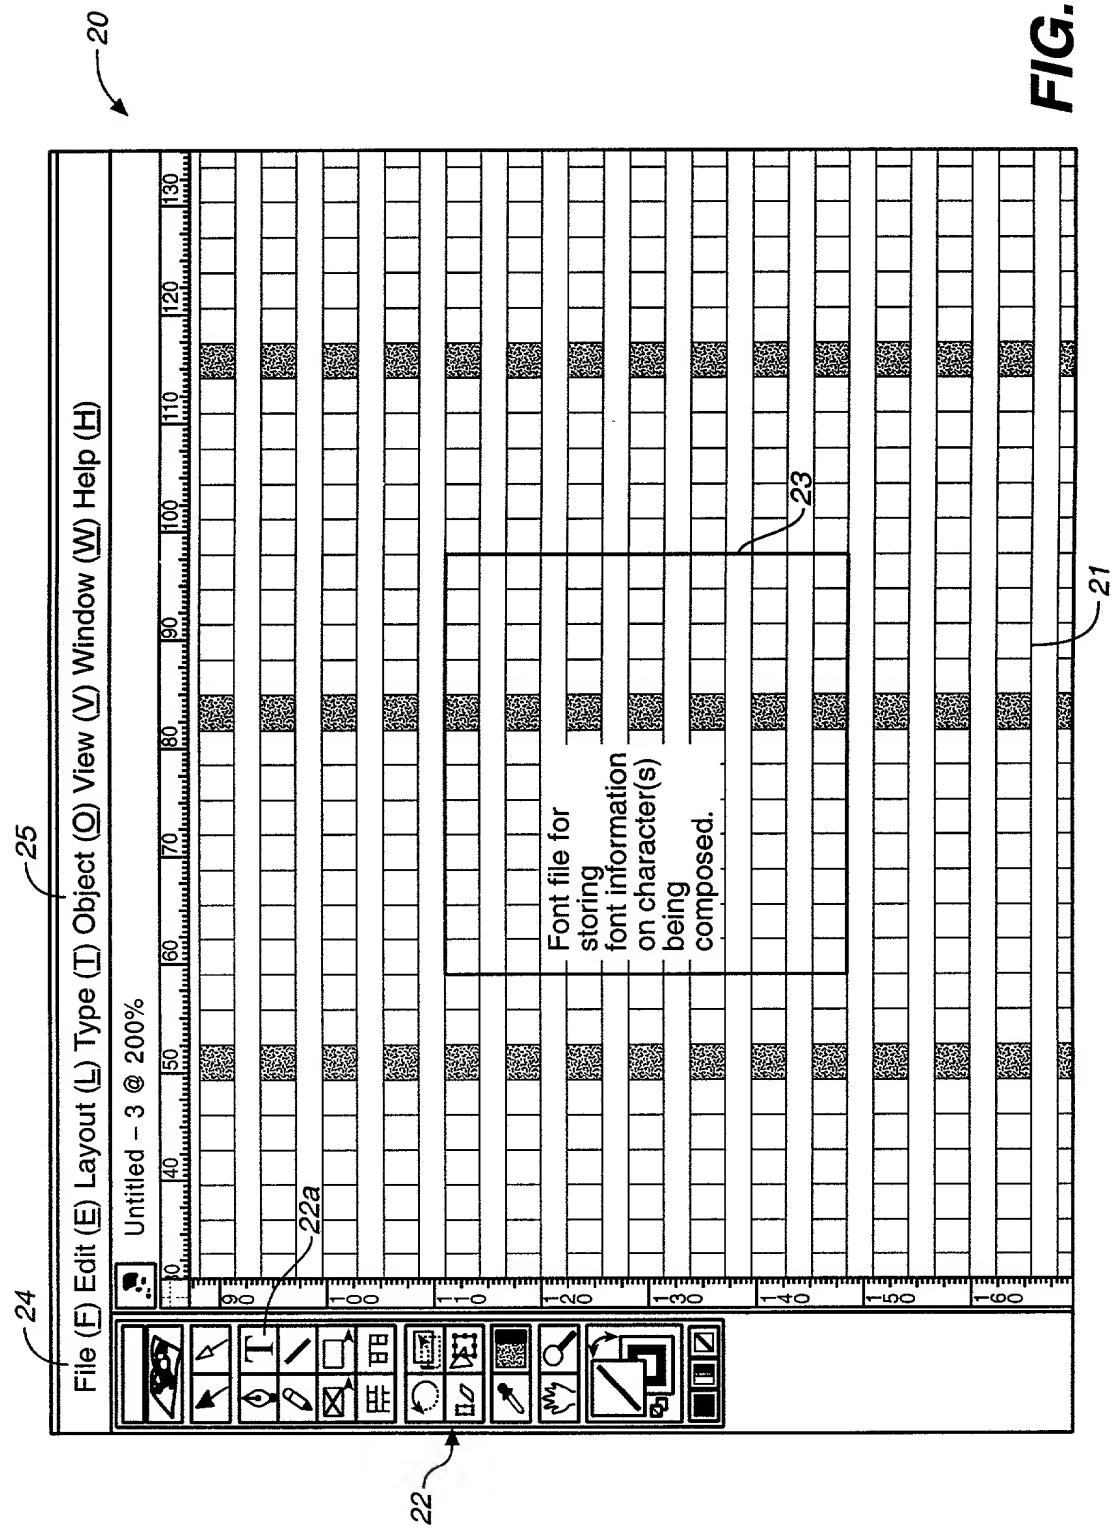 20
24
25
File (F) Edit (E) Layout (L) Type (T) Object (O) View (V) Window (W) Help (H)
Untitled – 3 @ 200%
40 50 60 70 80 90 100 110 120 130
22
22a
T
90
100
110
120
130
140
150
160
Font file for
storing
font information
on character(s)
being
composed.
23
21
FIG.